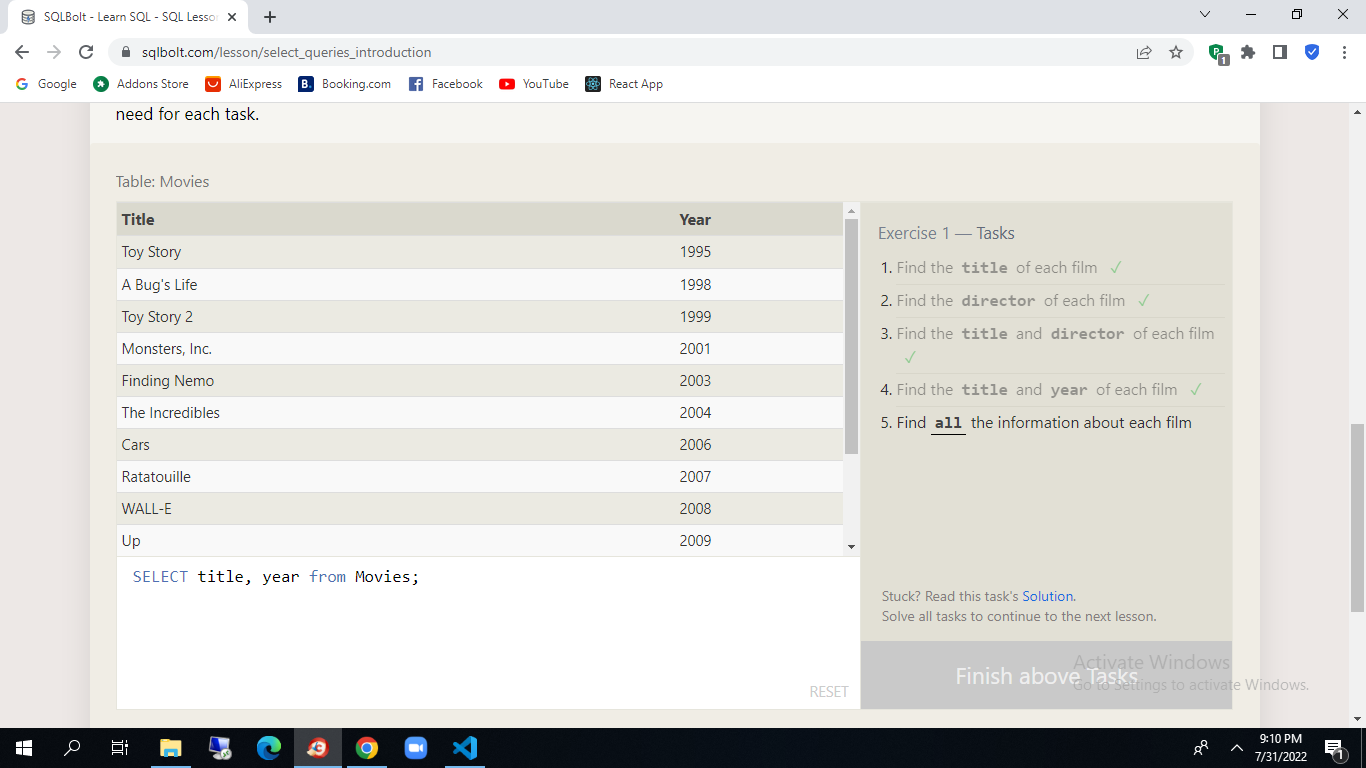 SQLBolt - Learn SQL - SQL Lesson
sqlbolt.com/lesson/select_queries_introduction
1
Google
Addons Store
AliExpress
B.
Booking.com
Facebook
YouTube
React App
need for each task.
Table: Movies
Title Year
Toy Story 1995
A Bug's Life 1998
Toy Story 2 1999
Monsters, Inc. 2001
Finding Nemo 2003
The Incredibles 2004
Cars 2006
Ratatouille 2007
WALL-E 2008
Up 2009
SELECT title, year from Movies;
RESET
Exercise 1 — Tasks
1. Find the title of each film ✓
2. Find the director of each film ✓
3. Find the title and director of each film
✓
4. Find the title and year of each film ✓
5. Find all the information about each film
Stuck? Read this task's Solution.
Solve all tasks to continue to the next lesson.
Finish above Tasks
Activate Windows
Go to Settings to activate Windows.
9:10 PM
7/31/2022
1